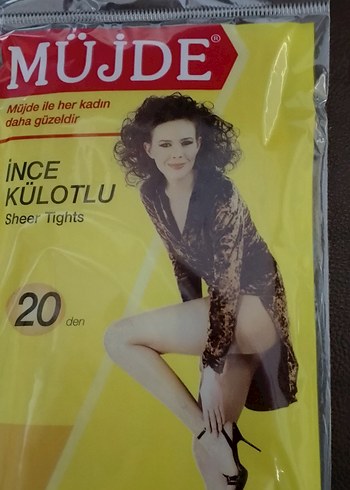 MÜJDE®
Müjde ile her kadın
daha güzeldir
İNCE
KÜLOTLU
Sheer Tights
20 den